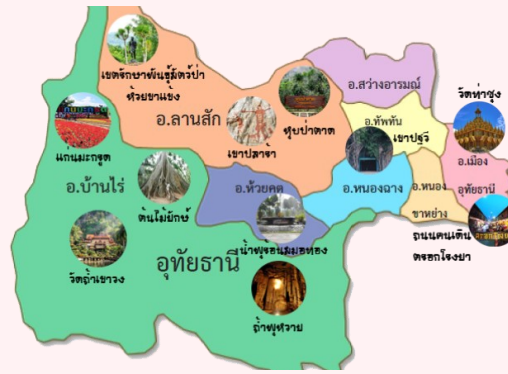 เขตรักษาพันธุ์สัตว์ป่า
ห้วยขาแข้ง
อ.สว่างอารมณ์
วัดท่าซุง
อ.ลานสัก
หุบป่าตาด
อ.ทัพทัน
เขาปฐวี
เขาปลาร้า
แก่นมะกรูด
อ.เมือง
อุทัยธานี
อ.บ้านไร่
อ.ห้วยคต
อ.หนองฉาง
อ.หนอง
ขาหย่าง
ต้นไม้ยักษ์
ถนนคนเดิน
ตรอกโรงยา
น้ำพุร้อนสมอทอง
วัดถ้ำเขาวง
อุทัยธานี
ถ้ำพุหวาย